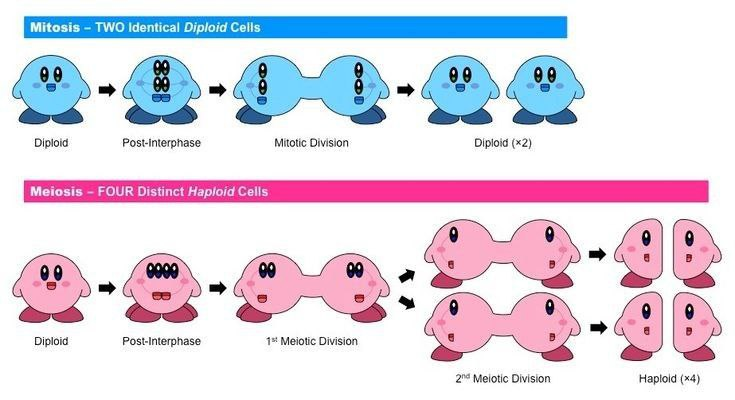 Mitosis – TWO Identical Diploid Cells
Diploid
Post-Interphase
Mitotic Division
Diploid (×2)
Meiosis – FOUR Distinct Haploid Cells
Diploid
Post-Interphase
1st Meiotic Division
2nd Meiotic Division
Haploid (×4)